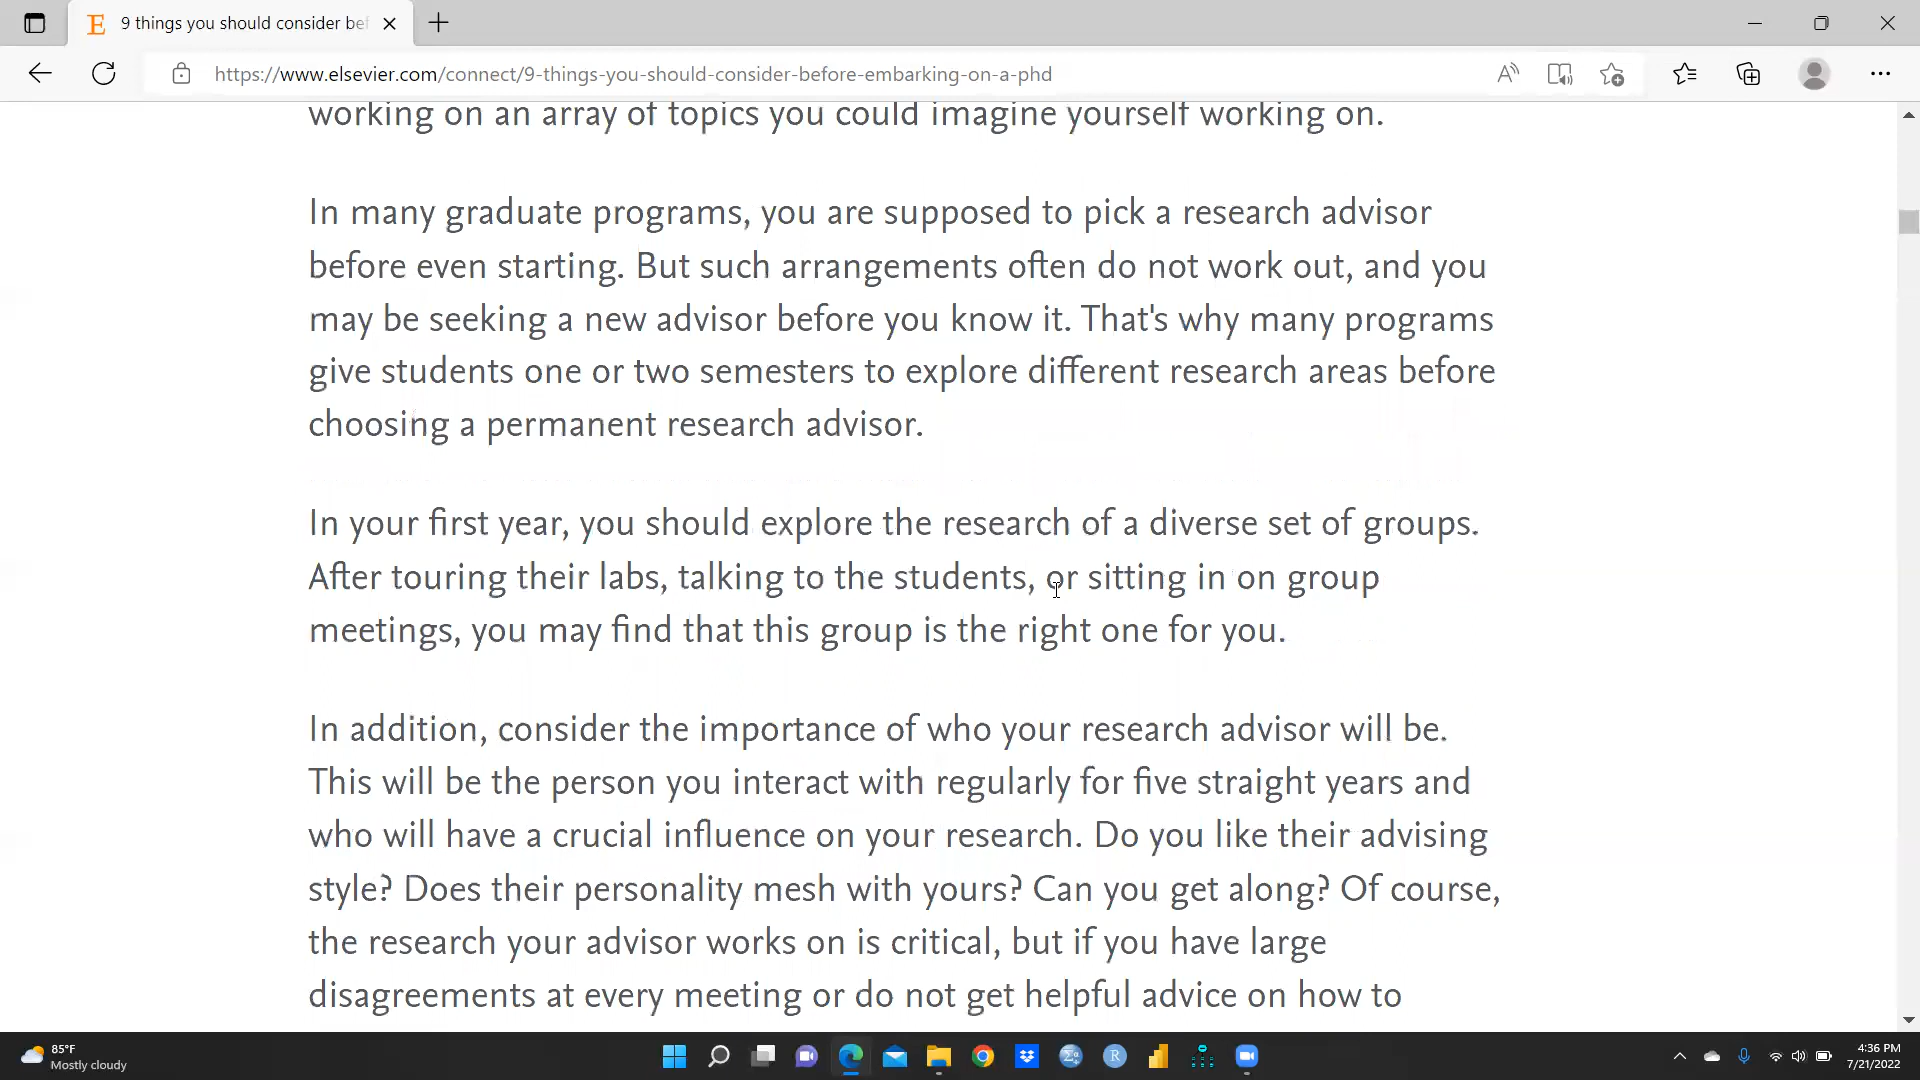 9 things you should consider bef
https://www.elsevier.com/connect/9-things-you-should-consider-before-embarking-on-a-phd
working on an array of topics you could imagine yourself working on.
In many graduate programs, you are supposed to pick a research advisor
before even starting. But such arrangements often do not work out, and you
may be seeking a new advisor before you know it. That's why many programs
give students one or two semesters to explore different research areas before
choosing a permanent research advisor.
In your first year, you should explore the research of a diverse set of groups.
After touring their labs, talking to the students, or sitting in on group
meetings, you may find that this group is the right one for you.
In addition, consider the importance of who your research advisor will be.
This will be the person you interact with regularly for five straight years and
who will have a crucial influence on your research. Do you like their advising
style? Does their personality mesh with yours? Can you get along? Of course,
the research your advisor works on is critical, but if you have large
disagreements at every meeting or do not get helpful advice on how to
85°F
Mostly cloudy
4:36 PM
7/21/2022